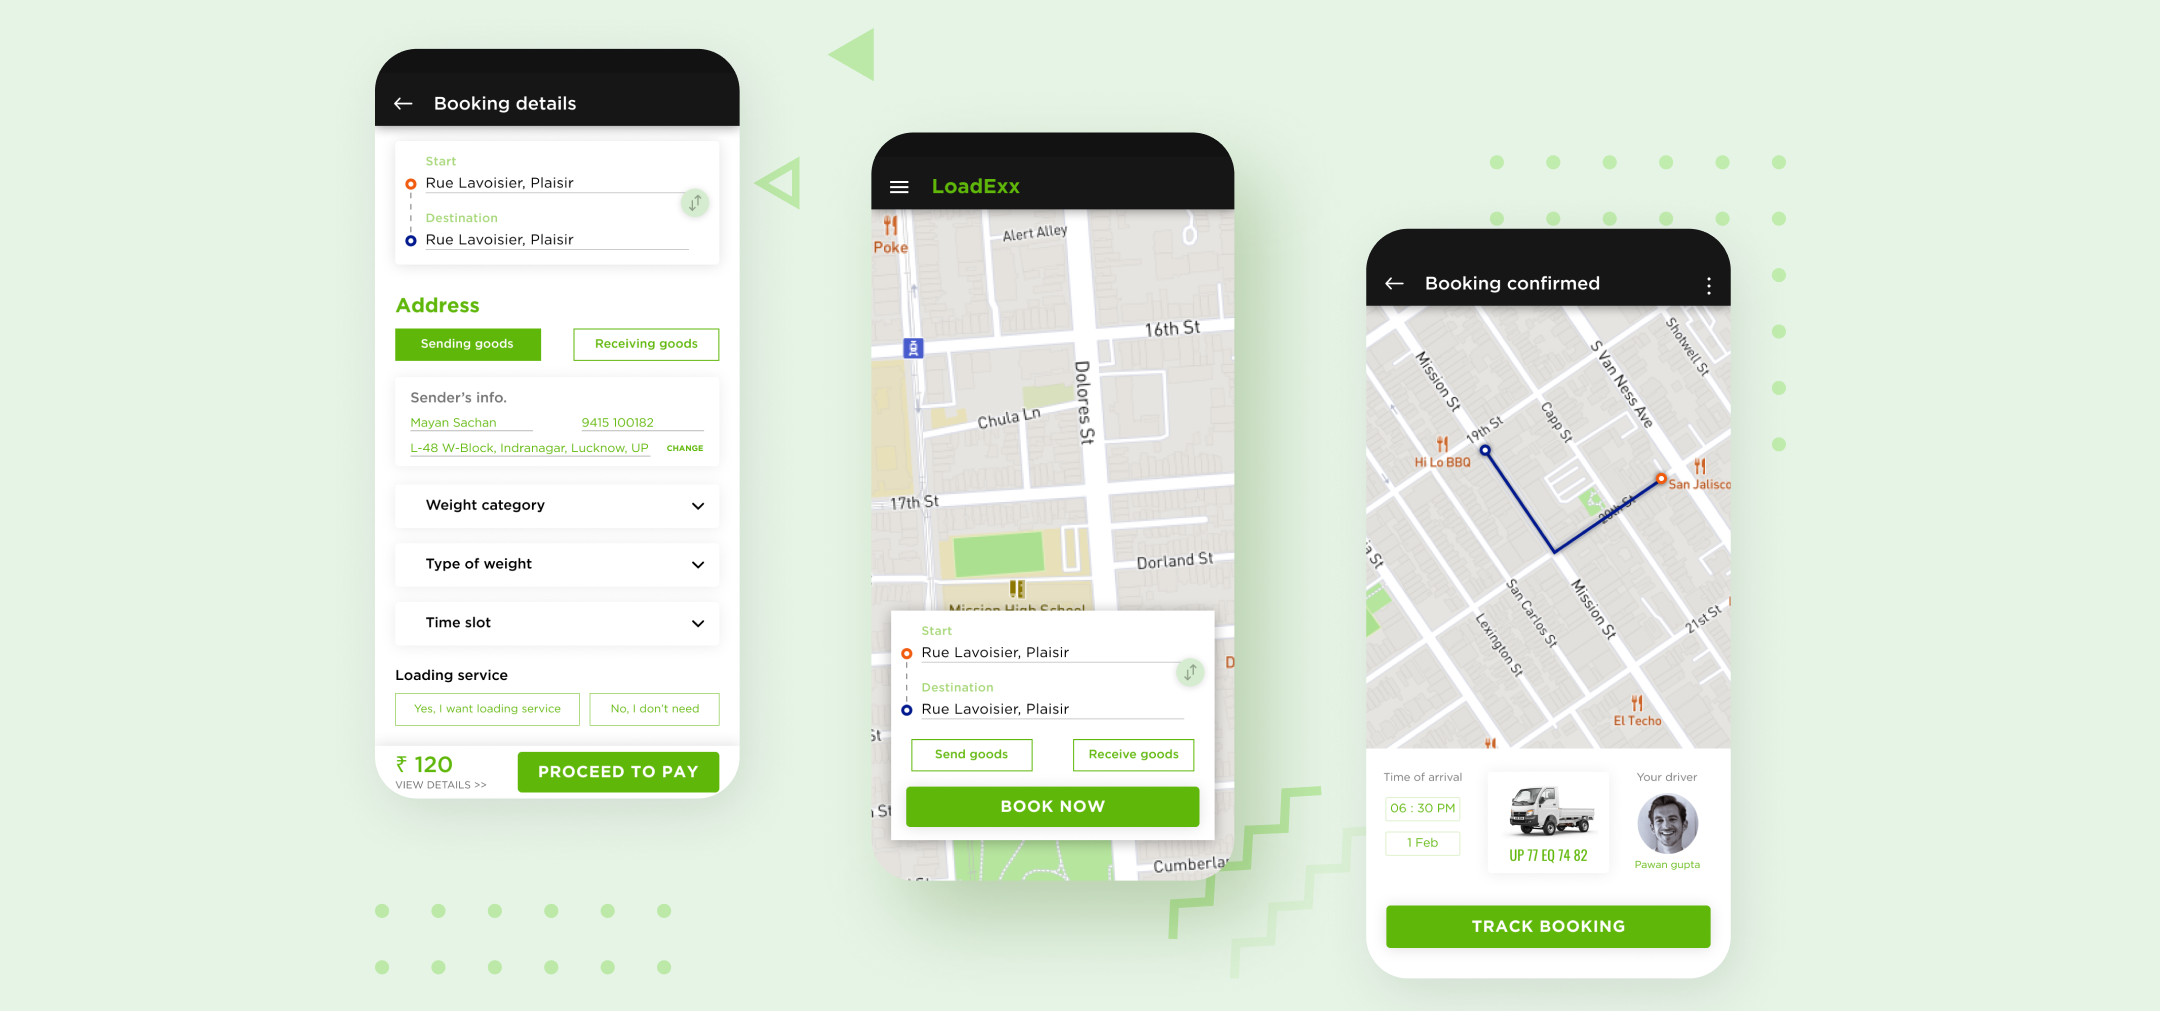 Booking details
Start
Rue Lavoisier, Plaisir
Destination
Rue Lavoisier, Plaisir
Address
Sending goods
Receiving goods
Sender's info.
Mayan Sachan
9415 100182
L-48 W-Block, Indranagar, Lucknow, UP
CHANGE
Weight category
Type of weight
Time slot
Loading service
Yes, I want loading service
No, I don't need
₹ 120
VIEW DETAILS >>
PROCEED TO PAY
LoadExx
Poke
Alert Alley
16th St
Dolores St
Chula Ln
17th St
Dorland St
Mission High School
Start
Rue Lavoisier, Plaisir
D
Destination
Rue Lavoisier, Plaisir
St
Send goods
Receive goods
BOOK NOW
St
Cumberlan
t St
Booking confirmed
Shotwell St
S Van Ness Ave
Mission St
Capp St
19th St
Hi Lo BBQ
San Jalisco
20th St
ia St
San Carlos St
Mission St
Lexington St
21st St
El Techo
Time of arrival
06 : 30 PM
1 Feb
UP 77 EQ 74 82
Your driver
Pawan gupta
TRACK BOOKING